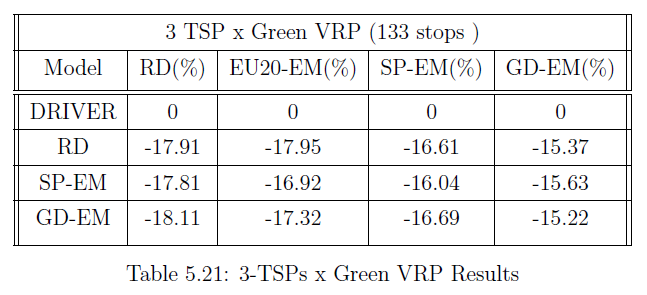 3 TSP x Green VRP (133 stops )
Model RD(%) EU20-EM(%) SP-EM(%) GD-EM(%)
DRIVER 0 0 0 0
RD -17.91 -17.95 -16.61 -15.37
SP-EM -17.81 -16.92 -16.04 -15.63
GD-EM -18.11 -17.32 -16.69 -15.22
Table 5.21: 3-TSPs x Green VRP Results